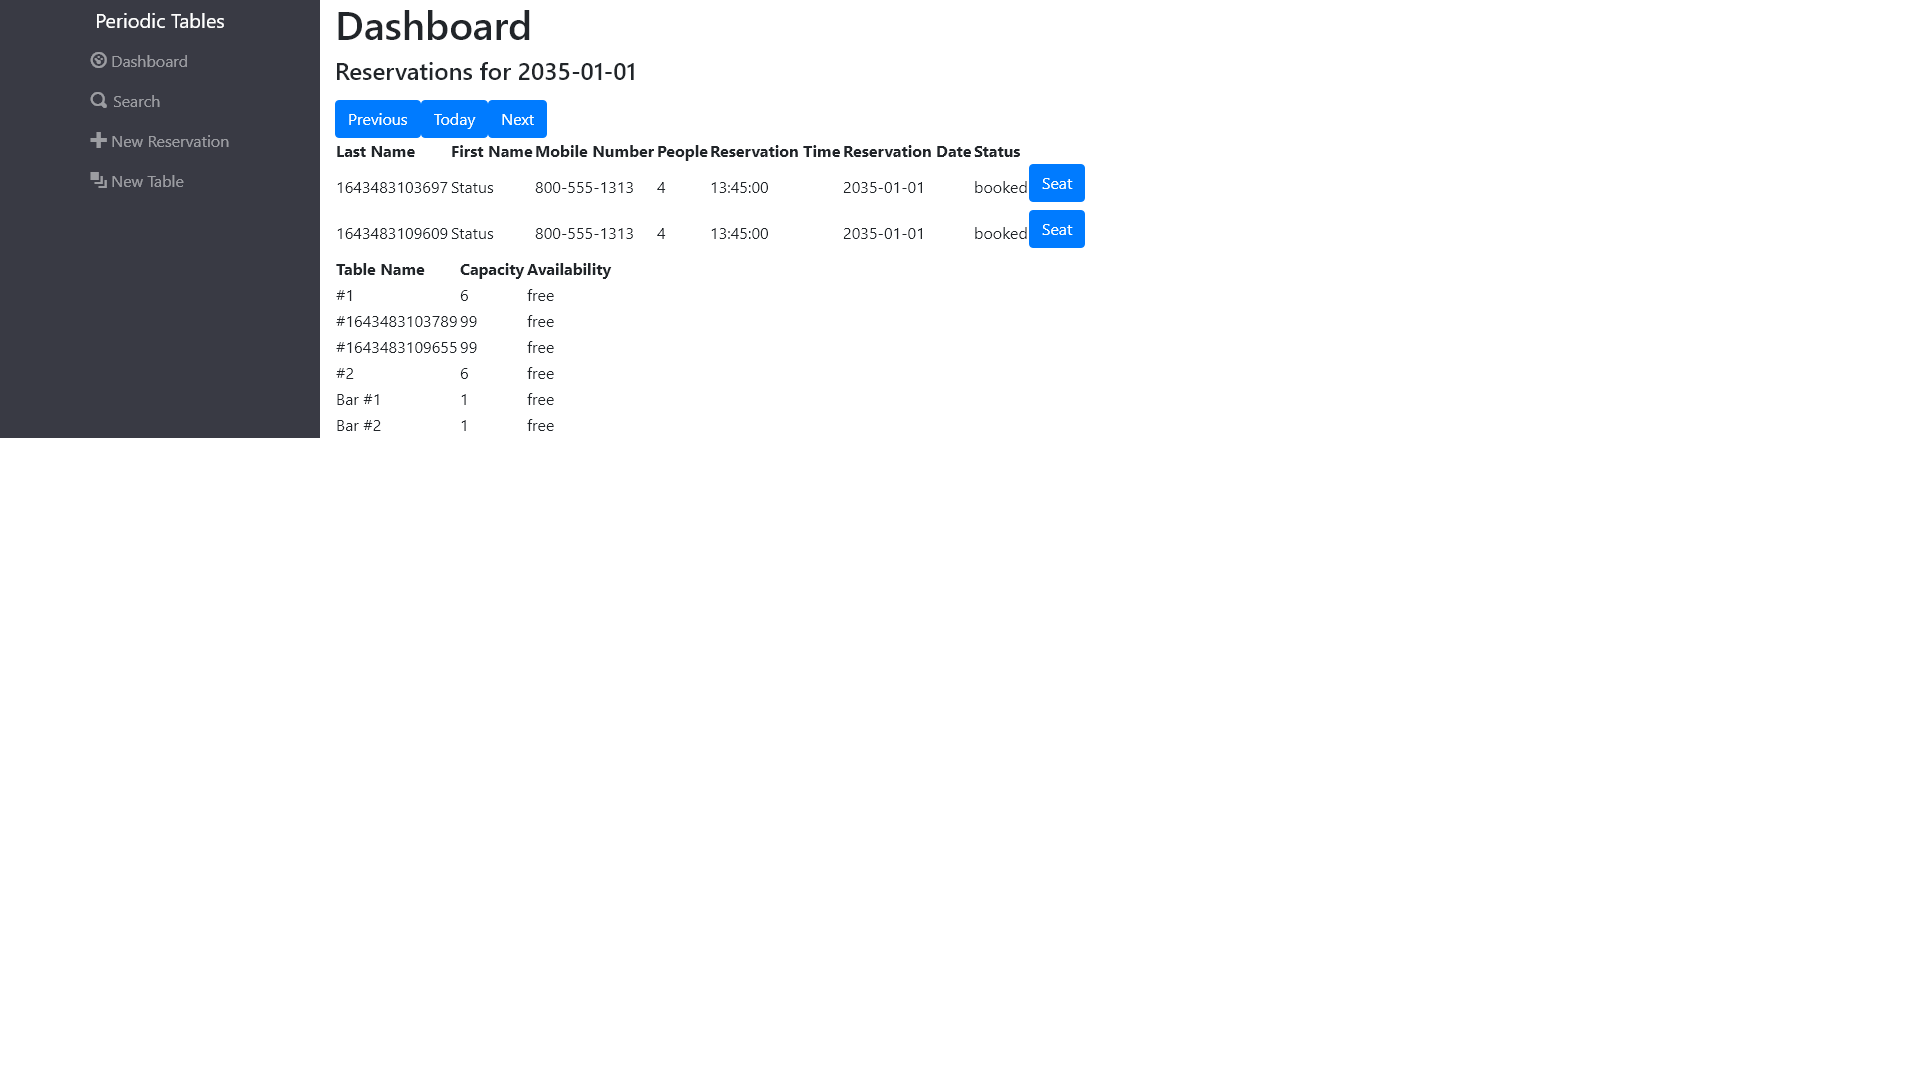 Periodic Tables
Dashboard
Search
New Reservation
New Table
Dashboard
Reservations for 2035-01-01
Previous Today Next
Last Name First Name Mobile Number People Reservation Time Reservation Date Status
1643483103697 Status 800-555-1313 4 13:45:00 2035-01-01 booked Seat
1643483109609 Status 800-555-1313 4 13:45:00 2035-01-01 booked Seat
Table Name Capacity Availability
#1 6 free
#1643483103789 99 free
#1643483109655 99 free
#2 6 free
Bar #1 1 free
Bar #2 1 free